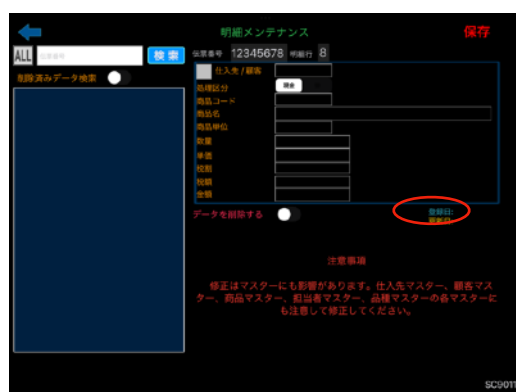 明細メンテナンス
保存
ALL 伝票番号 検索
伝票番号 12345678 明細行 8
削除済みデータ検索
仕入先 / 顧客
処理区分 現金
商品コード
商品名
商品単位
数量
単価
税額
金額
データを削除する
登録日:
更新日:
注意事項
修正はマスターにも影響があります。仕入先マスター、顧客マス
ター、商品マスター、担当者マスター、品種マスターの各マスターに
も注意して修正してください。
SC9011